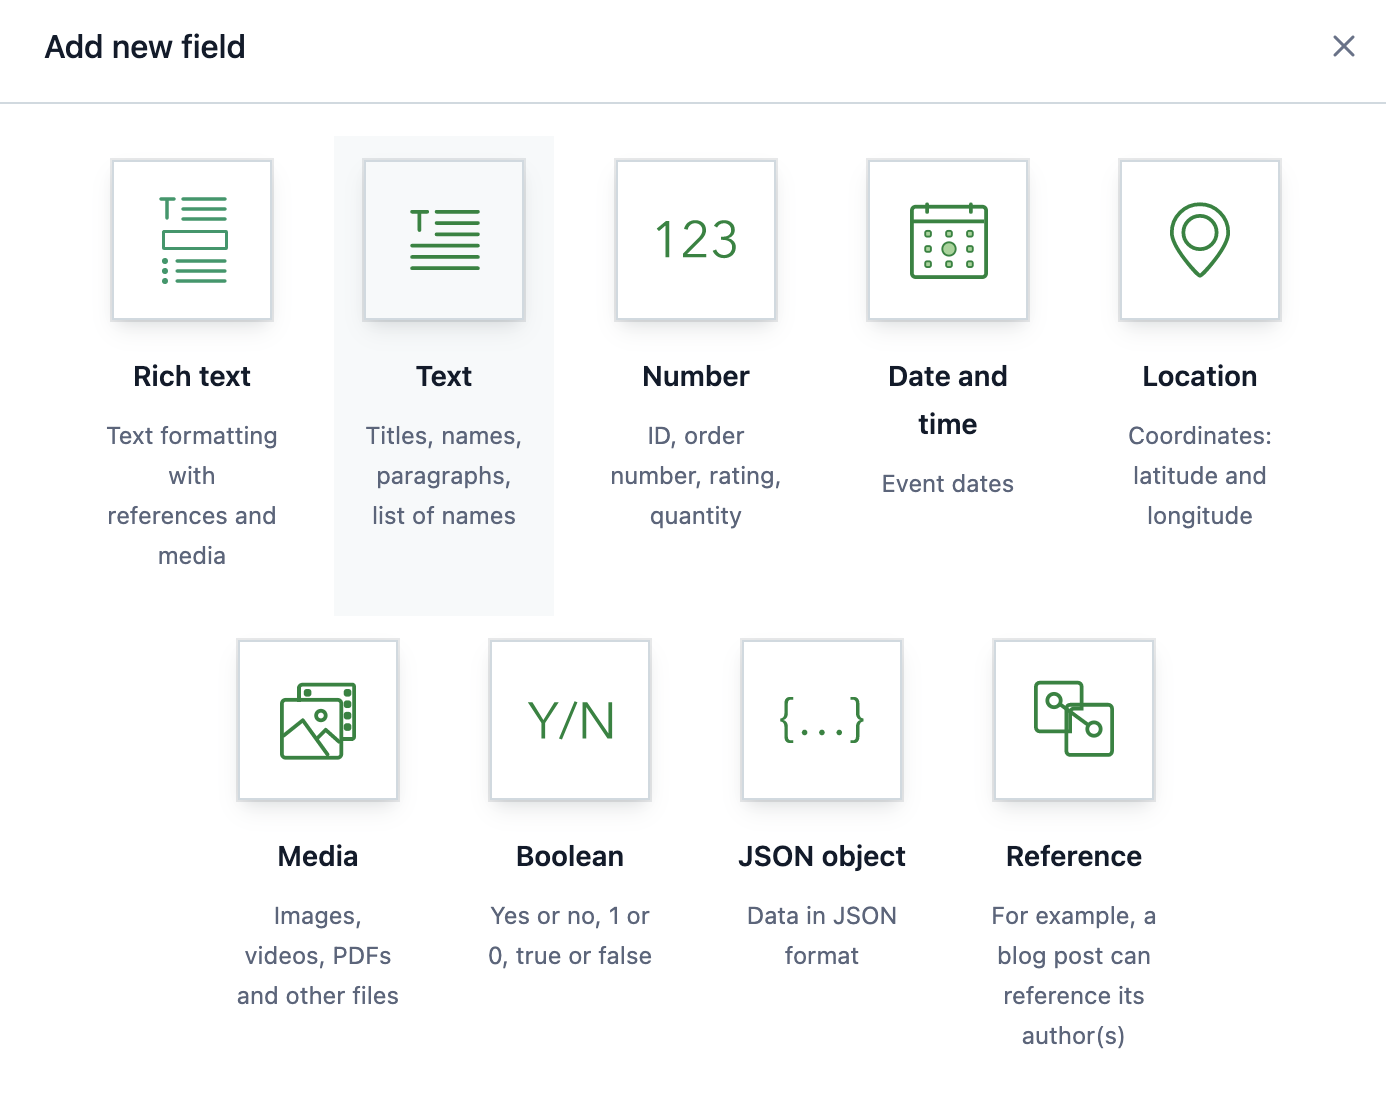 Add new field
Rich text
Text formatting
with
references and
media
Text
Titles, names,
paragraphs,
list of names
123
Number
ID, order
number, rating,
quantity
Date and
time
Event dates
Location
Coordinates:
latitude and
longitude
Media
Images,
videos, PDFs
and other files
Y/N
Boolean
Yes or no, 1 or
0, true or false
{...}
JSON object
Data in JSON
format
Reference
For example, a
blog post can
reference its
author(s)